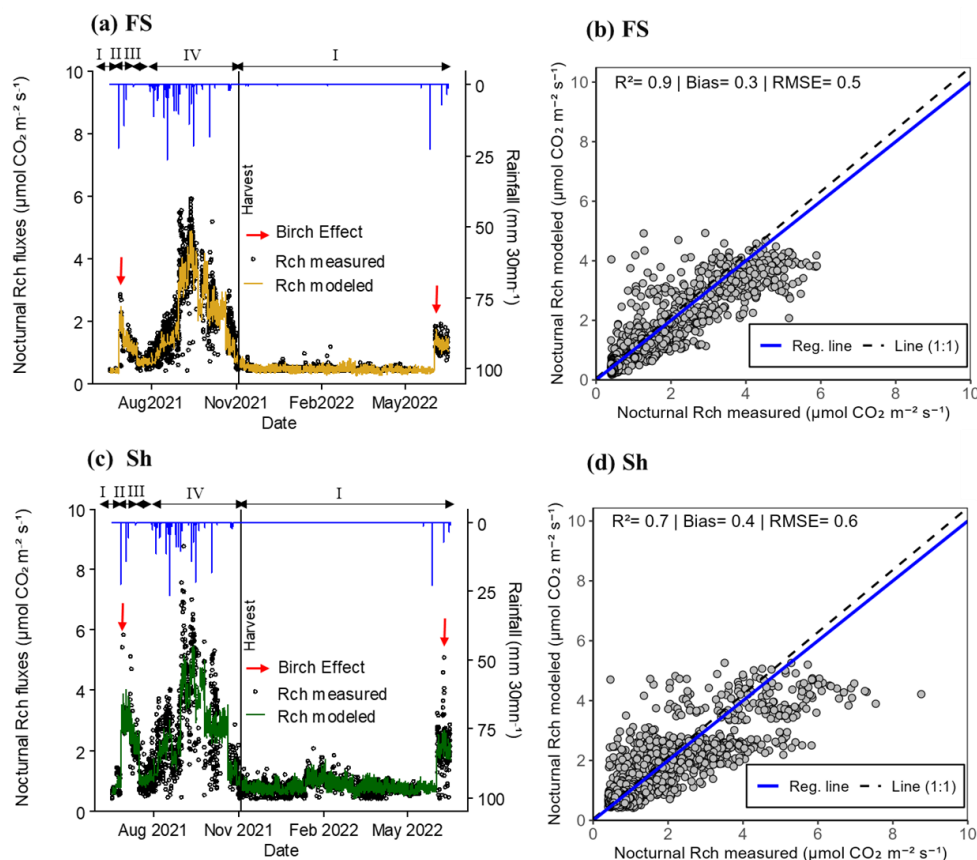 (a) FS
I II III IV I
Nocturnal Rch fluxes (µmol CO₂ m⁻² s⁻¹)
10
8
6
4
2
0
Harvest
Birch Effect
Rch measured
Rch modeled
0
25
50
75
100
Rainfall (mm 30mn⁻¹)
Aug2021 Nov2021 Feb2022 May2022
Date
(b) FS
R²= 0.9 | Bias= 0.3 | RMSE= 0.5
Nocturnal Rch modeled (µmol CO₂ m⁻² s⁻¹)
10
8
6
4
2
0
Reg. line Line (1:1)
0 2 4 6 8 10
Nocturnal Rch measured (µmol CO₂ m⁻² s⁻¹)
(c) Sh
I II III IV I
Nocturnal Rch fluxes (µmol CO₂ m⁻² s⁻¹)
10
8
6
4
2
0
Harvest
Birch Effect
Rch measured
Rch modeled
0
25
50
75
100
Rainfall (mm 30mn⁻¹)
Aug 2021 Nov 2021 Feb 2022 May 2022
Date
(d) Sh
R²= 0.7 | Bias= 0.4 | RMSE= 0.6
Nocturnal Rch modeled (µmol CO₂ m⁻² s⁻¹)
10
8
6
4
2
0
Reg. line Line (1:1)
0 2 4 6 8 10
Nocturnal Rch measured (µmol CO₂ m⁻² s⁻¹)